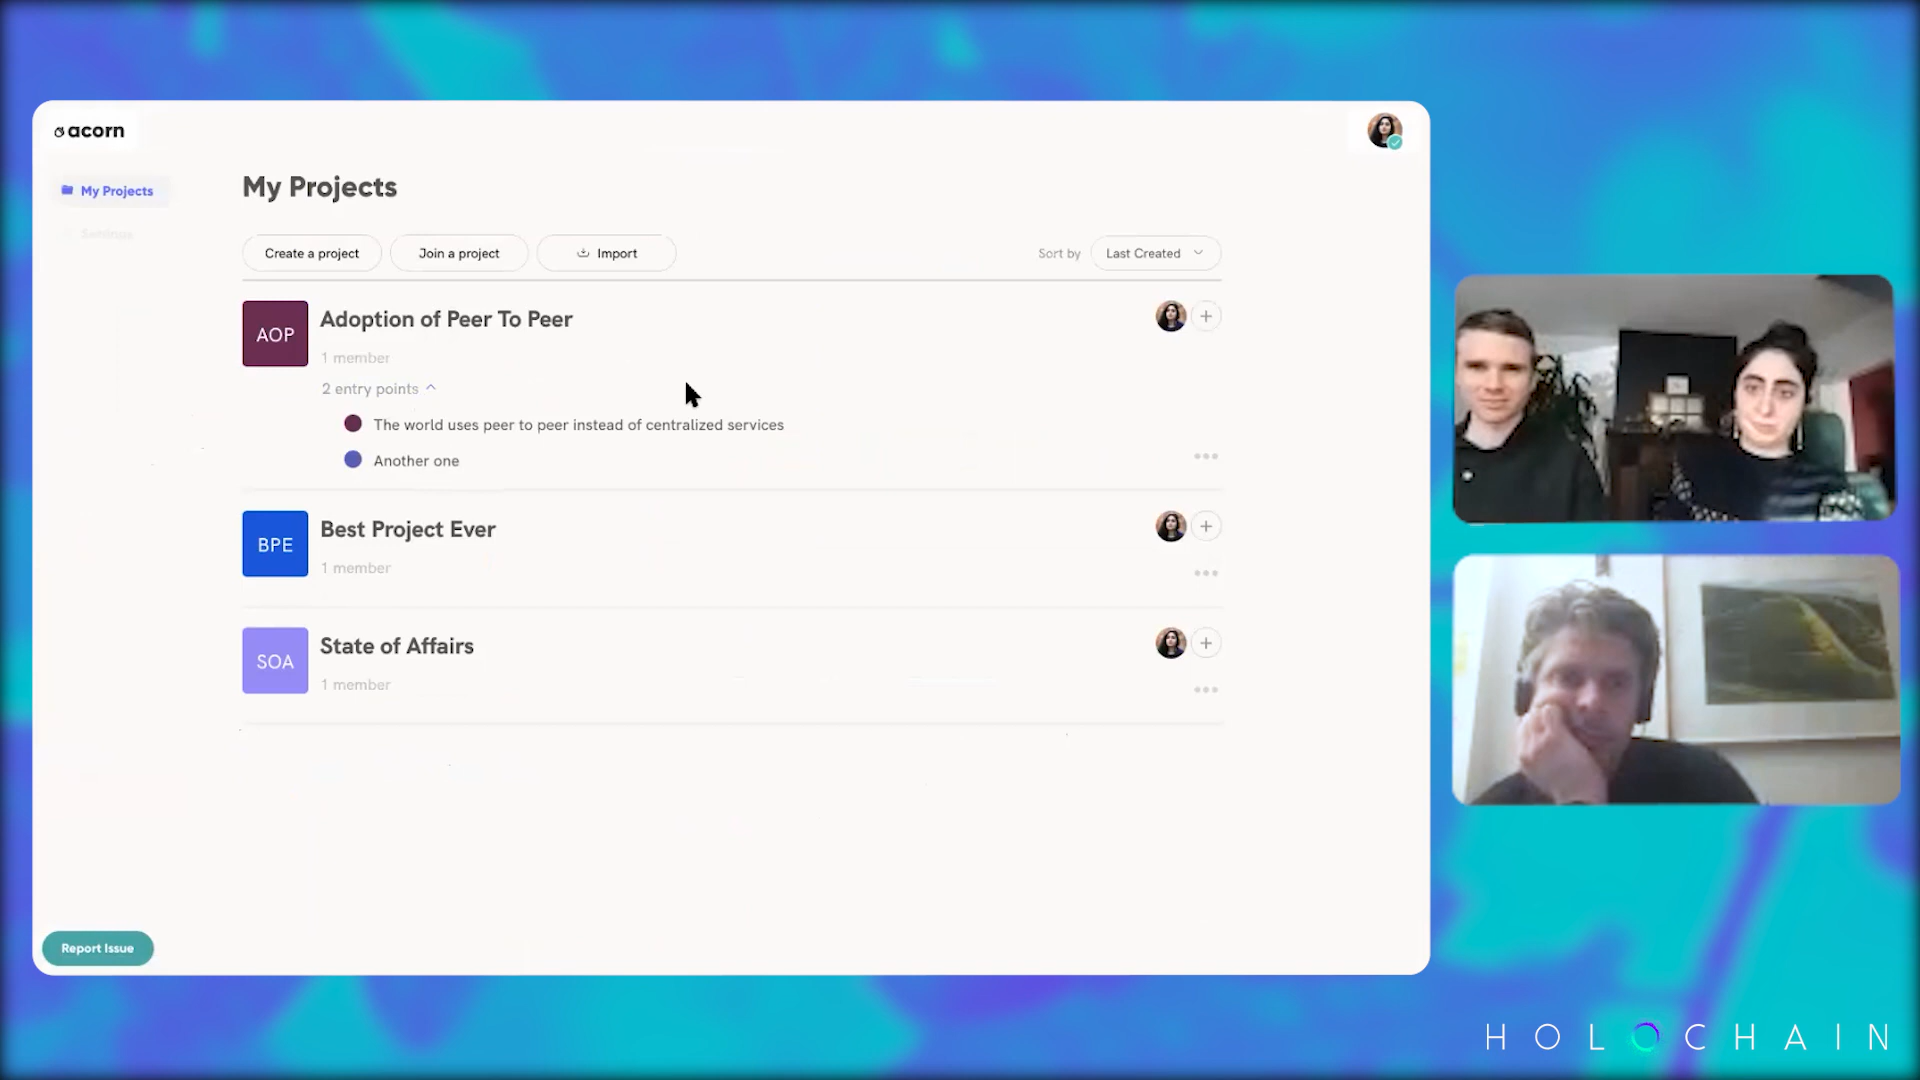 acorn
My Projects
My Projects
Create a project
Join a project
Import
Sort by
Last Created
AOP
Adoption of Peer To Peer
1 member
2 entry points
The world uses peer to peer instead of centralized services
Another one
BPE
Best Project Ever
1 member
SOA
State of Affairs
1 member
Report Issue
HOLOCHAIN